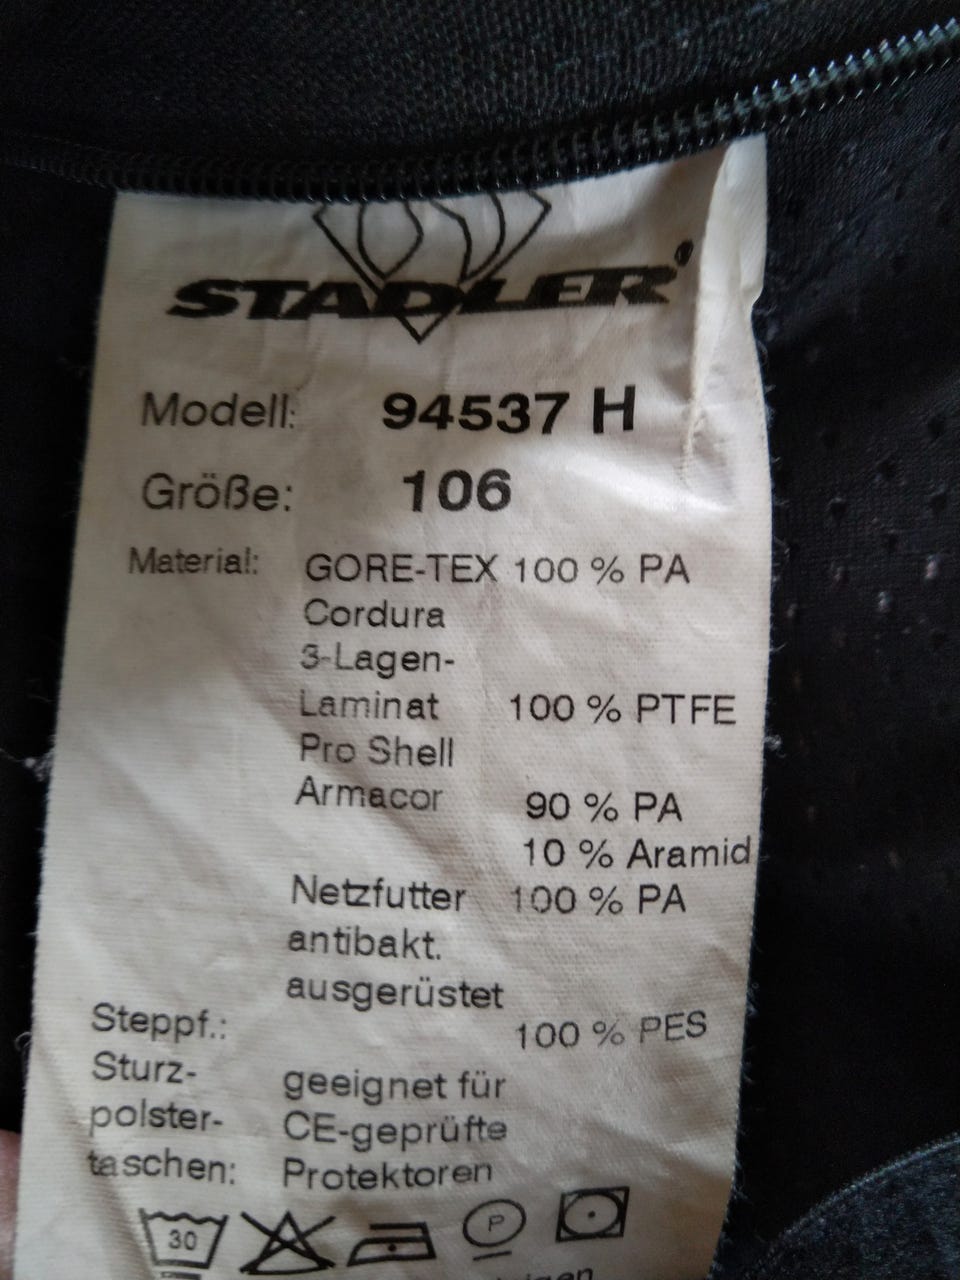 STADLER®
Modell: 94537 H
Größe: 106
Material: GORE-TEX 100 % PA
Cordura
3-Lagen-
Laminat 100 % PTFE
Pro Shell
Armacor 90 % PA
10 % Aramid
Netzfutter 100 % PA
antibakt.
ausgerüstet
Steppf.: 100 % PES
Sturz- geeignet für
polster- CE-geprüfte
taschen: Protektoren
30 P